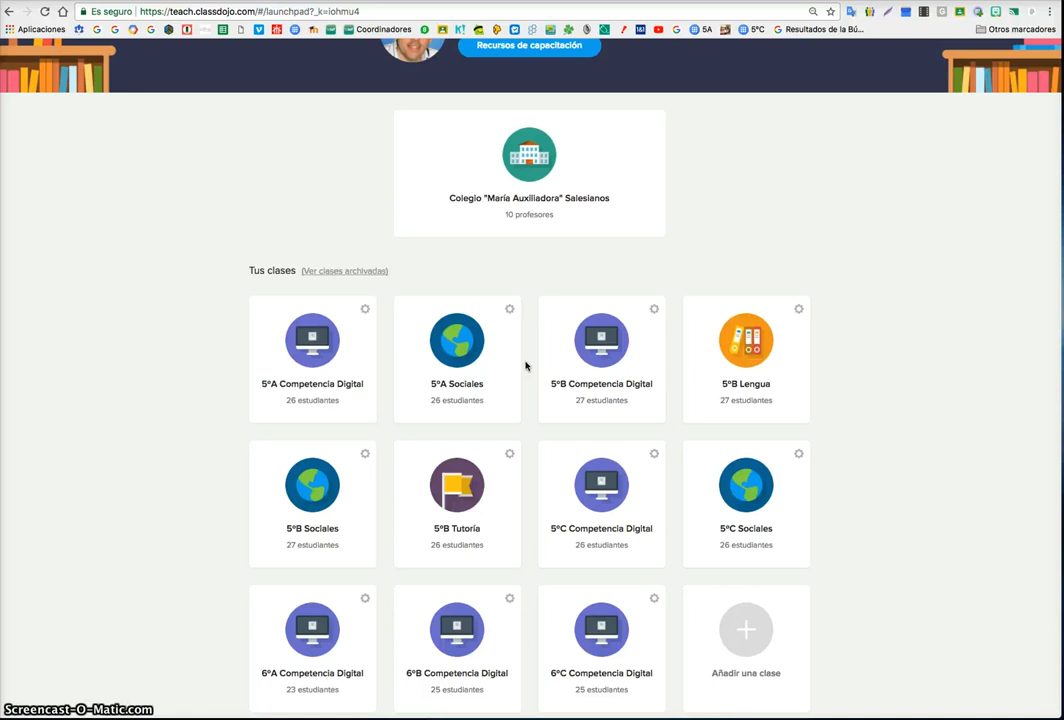 Es seguro https://teach.classdojo.com/#/launchpad?_k=iohmu4
Aplicaciones Coordinadores 5A 5ºC Resultados de la Bú... Otros marcadores
Recursos de capacitación
Colegio "María Auxiliadora" Salesianos
10 profesores
Tus clases (Ver clases archivadas)
5ºA Competencia Digital 5ºA Sociales 5ºB Competencia Digital 5ºB Lengua
26 estudiantes 26 estudiantes 27 estudiantes 27 estudiantes
5ºB Sociales 5ºB Tutoría 5ºC Competencia Digital 5ºC Sociales
27 estudiantes 26 estudiantes 26 estudiantes 26 estudiantes
6ºA Competencia Digital 6ºB Competencia Digital 6ºC Competencia Digital Añadir una clase
23 estudiantes 25 estudiantes 25 estudiantes
Screencast-O-Matic.com